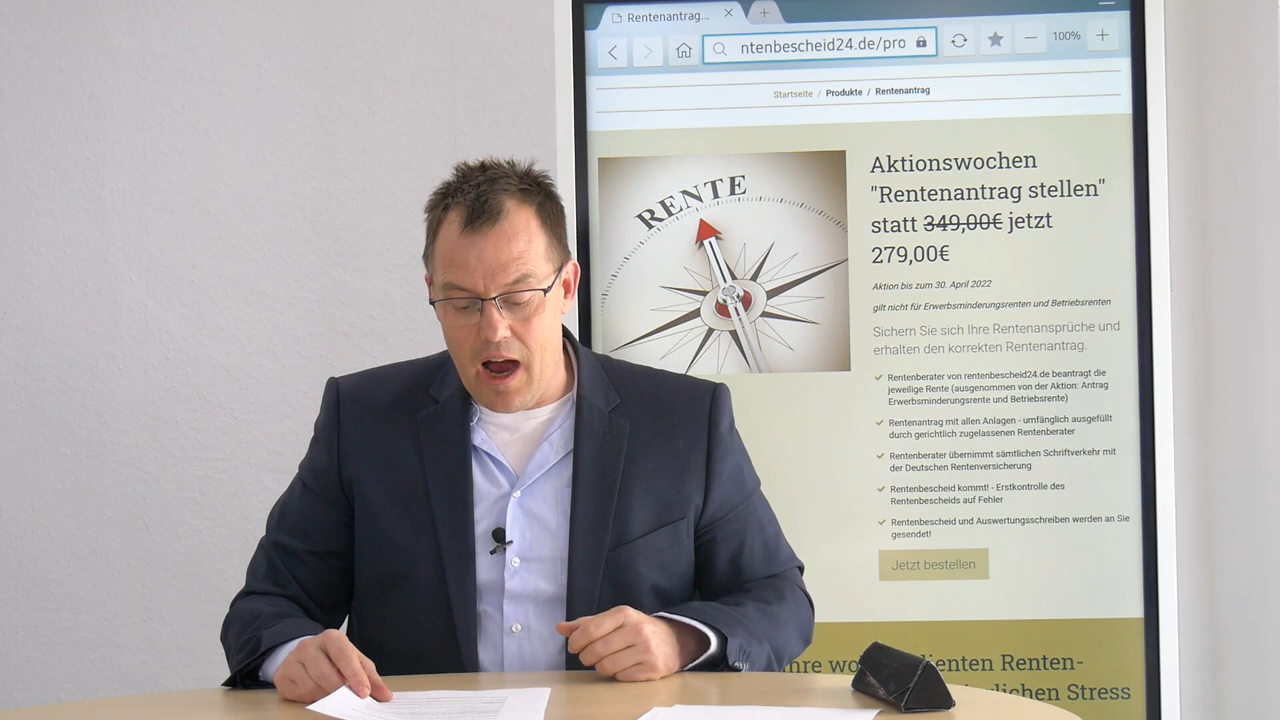 Rentenantrag...
ntenbescheid24.de/pro
100%
Startseite / Produkte / Rentenantrag
RENTE
Aktionswochen
"Rentenantrag stellen"
statt 349,00€ jetzt
279,00€
Aktion bis zum 30. April 2022
gilt nicht für Erwerbsminderungsrenten und Betriebsrenten
Sichern Sie sich Ihre Rentenansprüche und
erhalten den korrekten Rentenantrag.
Rentenberater von rentenbescheid24.de beantragt die
jeweilige Rente (ausgenommen von der Aktion: Antrag
Erwerbsminderungsrente und Betriebsrente)
Rentenantrag mit allen Anlagen - umfänglich ausgefüllt
durch gerichtlich zugelassenen Rentenberater
Rentenberater übernimmt sämtlichen Schriftverkehr mit
der Deutschen Rentenversicherung
Rentenbescheid kommt! - Erstkontrolle des
Rentenbescheids auf Fehler
Rentenbescheid und Auswertungsschreiben werden an Sie
gesendet!
Jetzt bestellen
Renten-
Stress